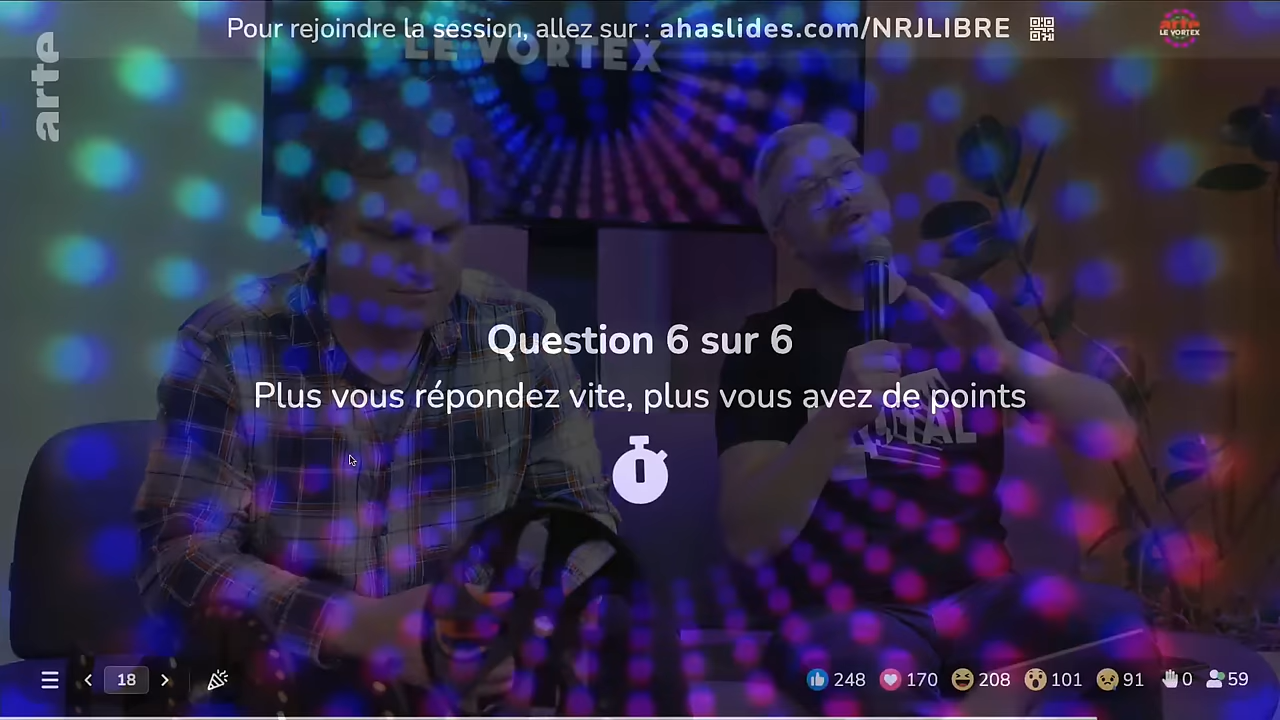 Pour rejoindre la session, allez sur : ahaslides.com/NRJLIBRE
arte
LE VORTEX
arte
LE VORTEX
Question 6 sur 6
Plus vous répondez vite, plus vous avez de points
18
248 170 208 101 91 0 59